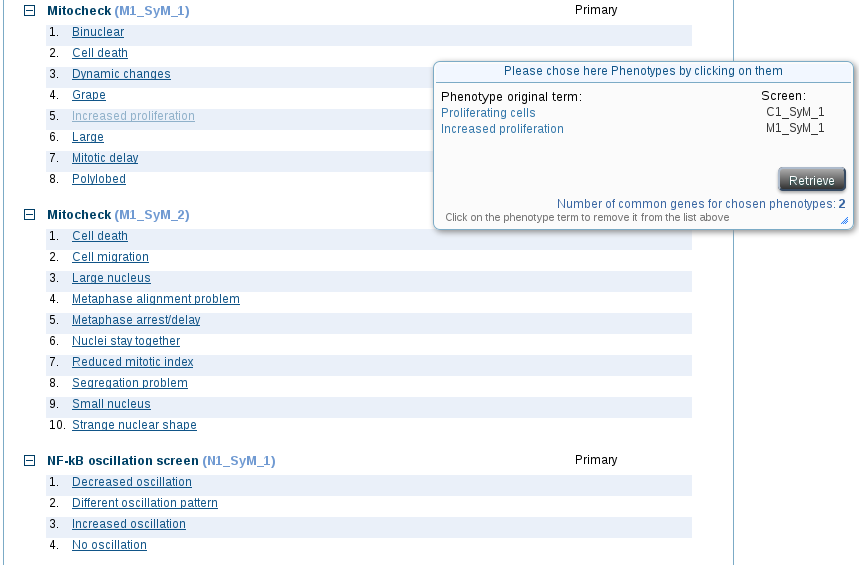 Mitocheck (M1_SyM_1) Primary
1. Binuclear
2. Cell death
3. Dynamic changes
4. Grape
5. Increased proliferation
6. Large
7. Mitotic delay
8. Polylobed
Please chose here Phenotypes by clicking on them
Phenotype original term: Screen:
Proliferating cells C1_SyM_1
Increased proliferation M1_SyM_1
Retrieve
Number of common genes for chosen phenotypes: 2
Click on the phenotype term to remove it from the list above
Mitocheck (M1_SyM_2)
1. Cell death
2. Cell migration
3. Large nucleus
4. Metaphase alignment problem
5. Metaphase arrest/delay
6. Nuclei stay together
7. Reduced mitotic index
8. Segregation problem
9. Small nucleus
10. Strange nuclear shape
NF-kB oscillation screen (N1_SyM_1) Primary
1. Decreased oscillation
2. Different oscillation pattern
3. Increased oscillation
4. No oscillation